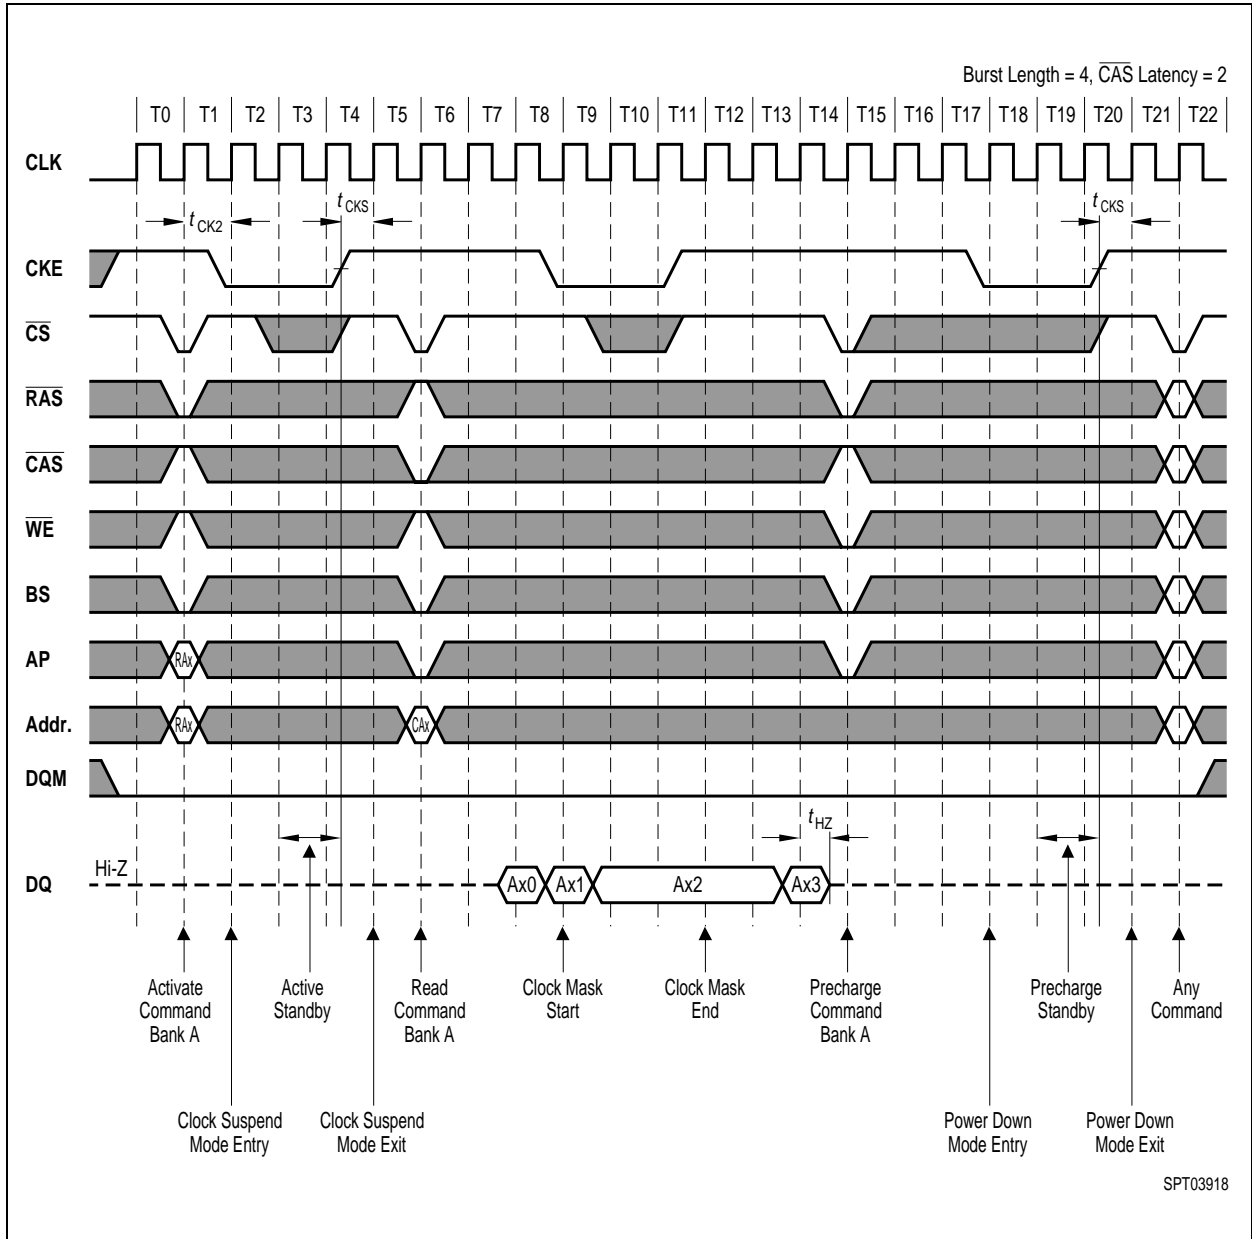 Burst Length = 4, CAS Latency = 2
T0 T1 T2 T3 T4 T5 T6 T7 T8 T9 T10 T11 T12 T13 T14 T15 T16 T17 T18 T19 T20 T21 T22
CLK
t CK2 t CKS t CKS
CKE
CS
RAS
CAS
WE
BS
AP RAx
Addr. RAx CAx
DQM
t HZ
Hi-Z
DQ Ax0 Ax1 Ax2 Ax3
Activate Command Bank A
Active Standby
Read Command Bank A
Clock Mask Start
Clock Mask End
Precharge Command Bank A
Precharge Standby
Any Command
Clock Suspend Mode Entry
Clock Suspend Mode Exit
Power Down Mode Entry
Power Down Mode Exit
SPT03918